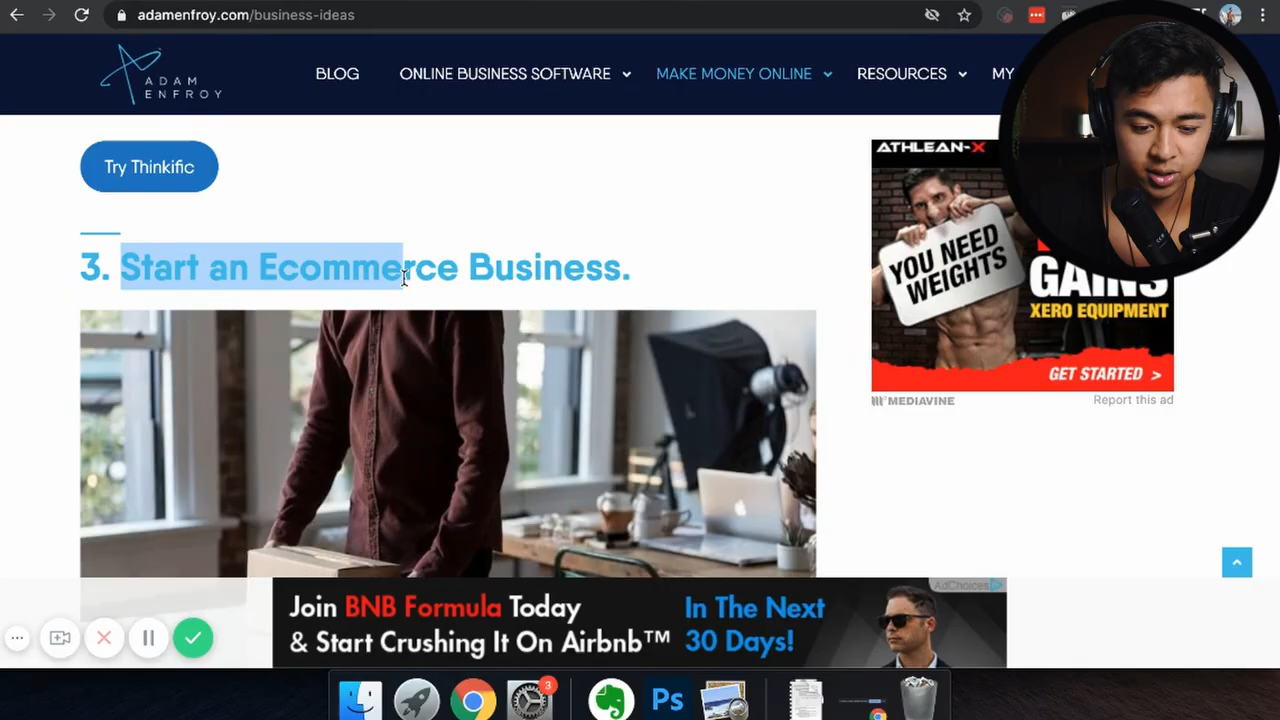 adamenfroy.com/business-ideas
ADAM
ENFROY
BLOG
ONLINE BUSINESS SOFTWARE
MAKE MONEY ONLINE
RESOURCES
MY
Try Thinkific
3. Start an Ecommerce Business.
ATHLEAN-X
YOU NEED
WEIGHTS
GAINS
XERO EQUIPMENT
GET STARTED >
MEDIAVINE
Report this ad
AdChoices
Join BNB Formula Today
& Start Crushing It On Airbnb™
In The Next
30 Days!
3
Ps